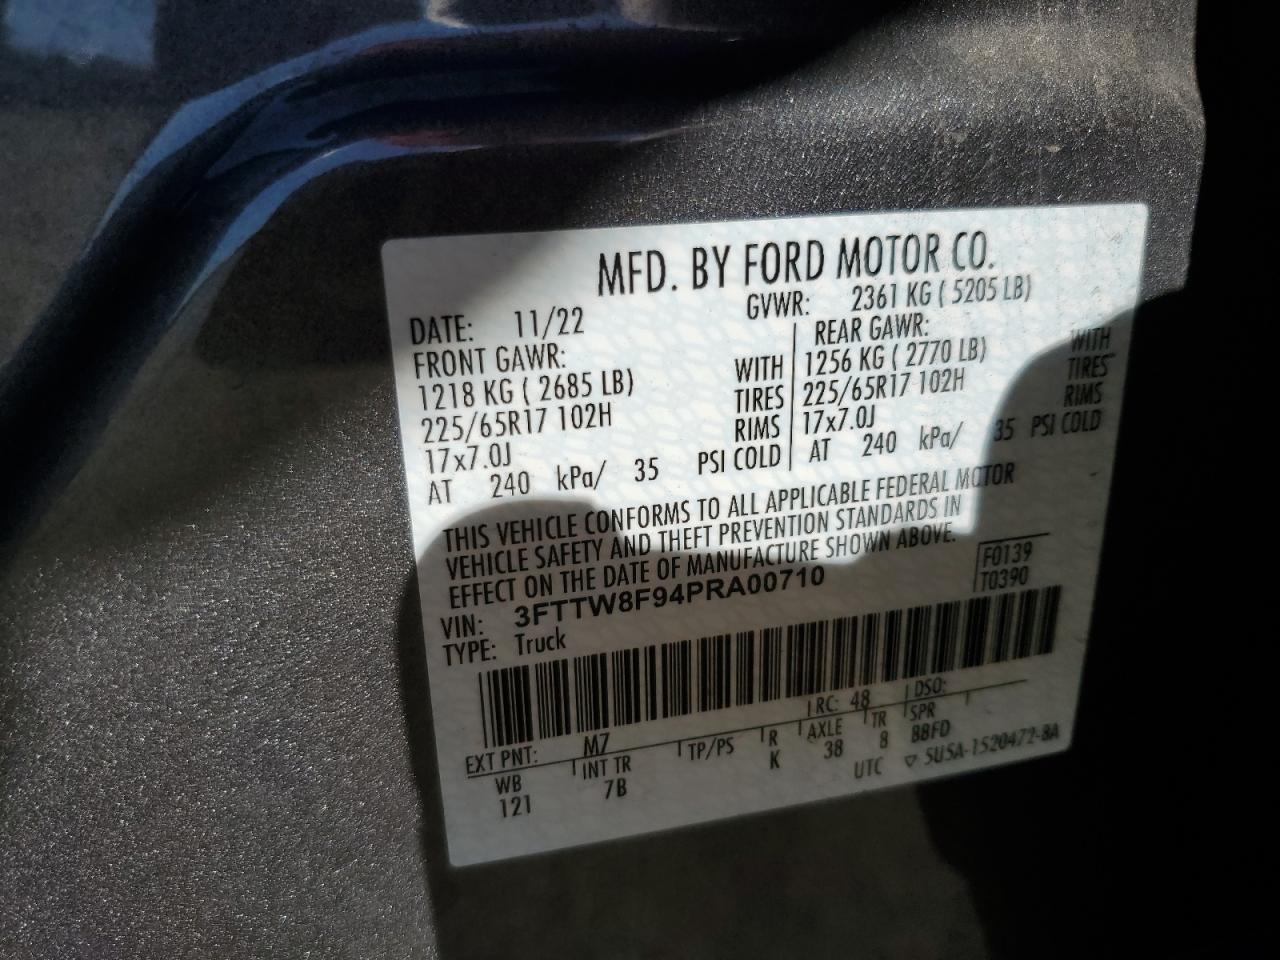 MFD. BY FORD MOTOR CO.
DATE: 11/22 GVWR: 2361 KG ( 5205 LB)
FRONT GAWR: REAR GAWR:
1218 KG ( 2685 LB) WITH 1256 KG ( 2770 LB) WITH
225/65R17 102H TIRES 225/65R17 102H TIRES
17x7.0J RIMS 17x7.0J RIMS
AT 240 kPa/ 35 PSI COLD AT 240 kPa/ 35 PSI COLD
THIS VEHICLE CONFORMS TO ALL APPLICABLE FEDERAL MOTOR
VEHICLE SAFETY AND THEFT PREVENTION STANDARDS IN
EFFECT ON THE DATE OF MANUFACTURE SHOWN ABOVE.
VIN: 3FTTW8F94PRA00710 F0139
TYPE: Truck T0390
EXT PNT: M7 RC: 48 DSO:
WB INT TR TP/PS R AXLE TR SPR
121 7B K 38 8 BBFD
UTC ▽ 5U5A-1520472-BA